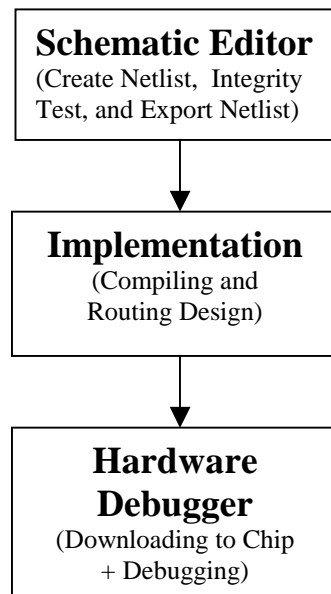 Schematic Editor
(Create Netlist, Integrity
Test, and Export Netlist)
Implementation
(Compiling and
Routing Design)
Hardware
Debugger
(Downloading to Chip
+ Debugging)